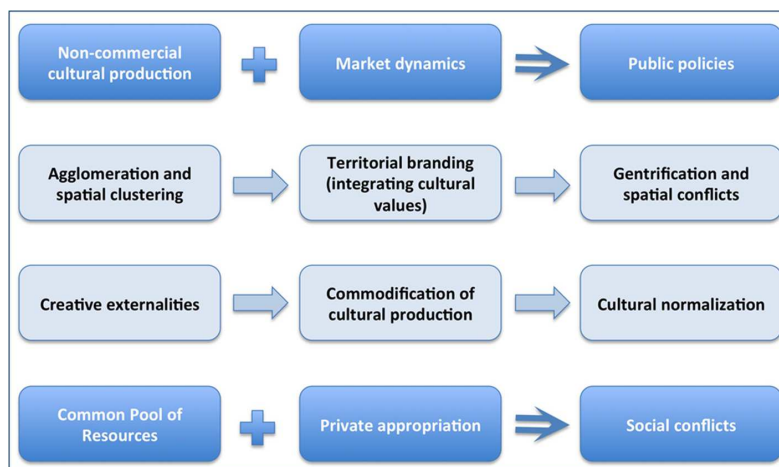 Non-commercial
cultural production
Market dynamics
Public policies
Agglomeration and
spatial clustering
Territorial branding
(integrating cultural
values)
Gentrification and
spatial conflicts
Creative externalities
Commodification of
cultural production
Cultural normalization
Common Pool of
Resources
Private appropriation
Social conflicts